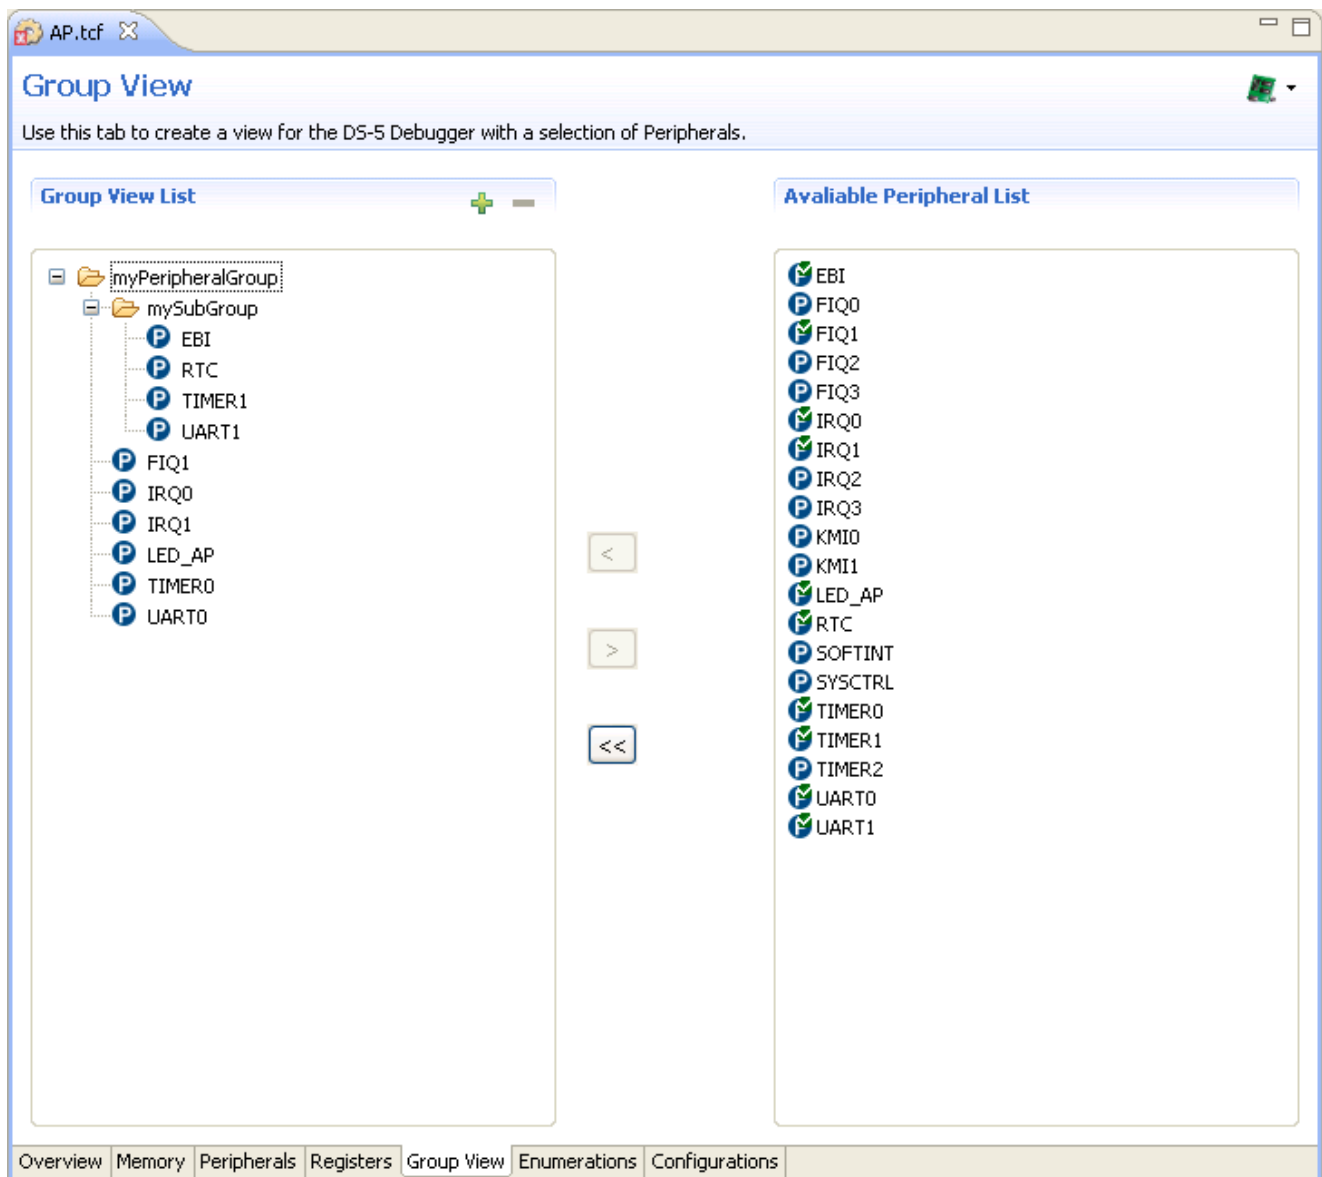 AP.tcf
Group View
Use this tab to create a view for the DS-5 Debugger with a selection of Peripherals.
Group View List
myPeripheralGroup
mySubGroup
EBI
RTC
TIMER1
UART1
FIQ1
IRQ0
IRQ1
LED_AP
TIMER0
UART0
<
>
<<
Avaliable Peripheral List
EBI
FIQ0
FIQ1
FIQ2
FIQ3
IRQ0
IRQ1
IRQ2
IRQ3
KMI0
KMI1
LED_AP
RTC
SOFTINT
SYSCTRL
TIMER0
TIMER1
TIMER2
UART0
UART1
Overview Memory Peripherals Registers Group View Enumerations Configurations